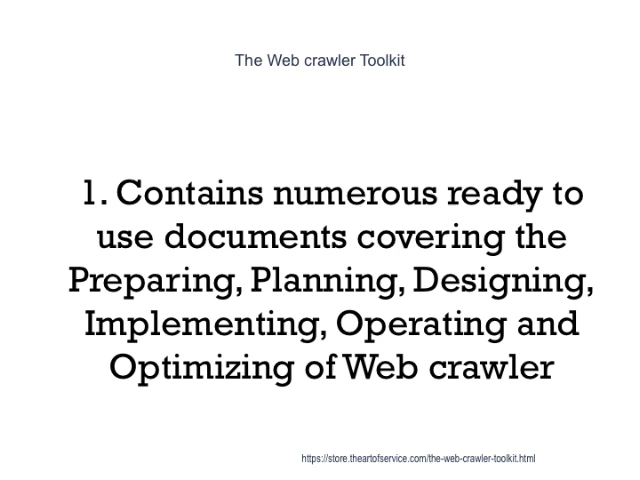 The Web crawler Toolkit
1. Contains numerous ready to
use documents covering the
Preparing, Planning, Designing,
Implementing, Operating and
Optimizing of Web crawler
https://store.theartofservice.com/the-web-crawler-toolkit.html